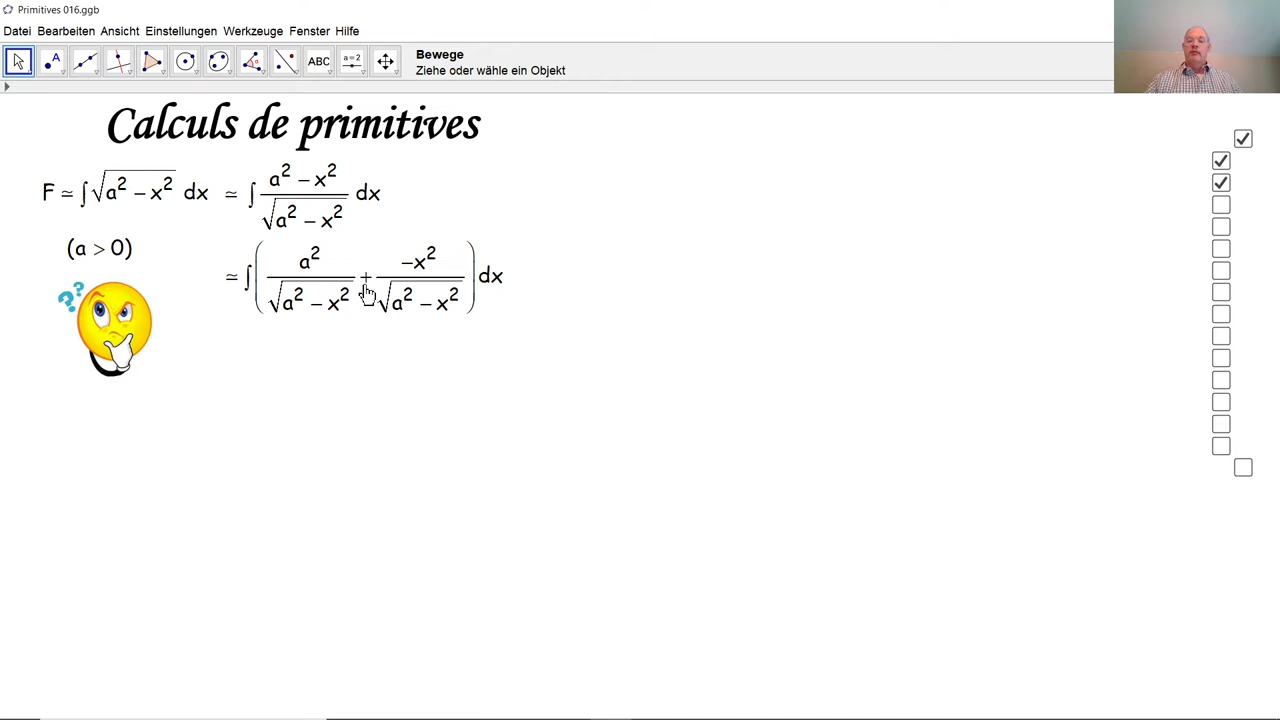 Primitives 016.ggb
Datei Bearbeiten Ansicht Einstellungen Werkzeuge Fenster Hilfe
A ABC a=2 Bewege
Ziehe oder wähle ein Objekt
Calculs de primitives
F ≃ ∫√(a² − x²) dx ≃ ∫ (a² − x²)/√(a² − x²) dx
(a > 0)
≃ ∫( a²/√(a² − x²) + −x²/√(a² − x²) ) dx
? ?